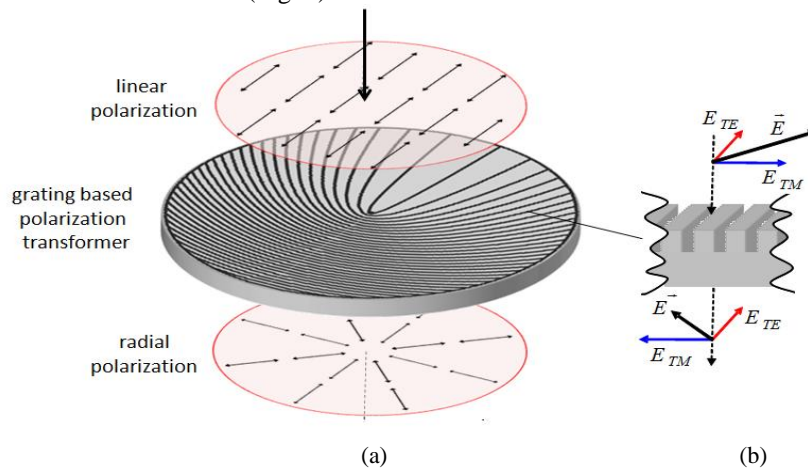 linear
polarization
grating based
polarization
transformer
radial
polarization
E TE
E⃗
E TM
E⃗
E TE
E TM
(a)
(b)